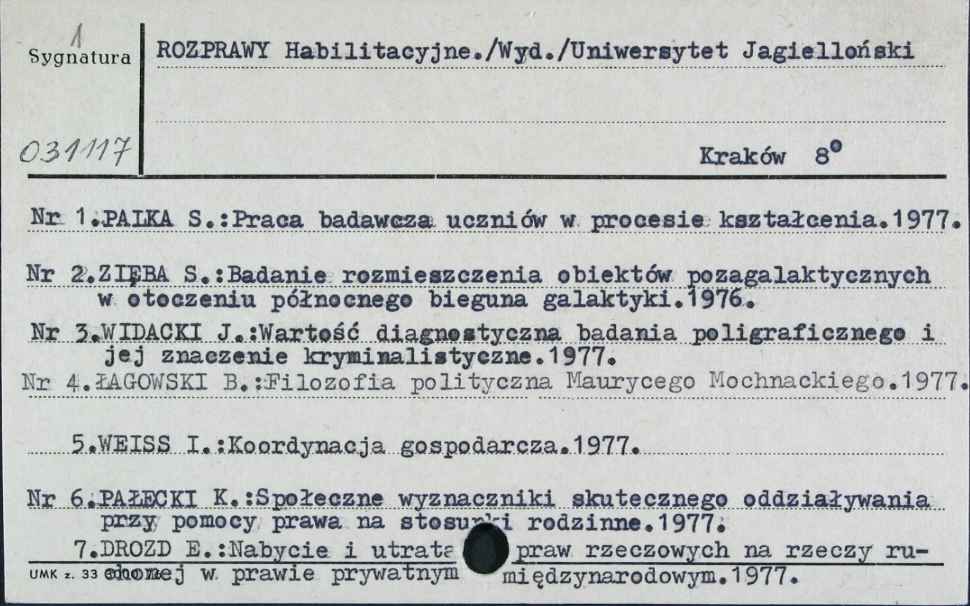 1
Sygnatura
ROZPRAWY Habilitacyjne./Wyd./Uniwersytet Jagielloński
031117
Kraków 8°
Nr 1.PALKA S.:Praca badawcza uczniów w procesie kształcenia.1977.
Nr 2.ZIĘBA S.:Badanie rozmieszczenia obiektów pozagalaktycznych
w otoczeniu północnego bieguna galaktyki.1976.
Nr 3.WIDACKI J.:Wartość diagnostyczna badania poligraficznego i
jej znaczenie kryminalistyczne.1977.
Nr 4.ŁAGOWSKI B.:Filozofia polityczna Maurycego Mochnackiego.1977.
5.WEISS I.:Koordynacja gospodarcza.1977.
Nr 6.PAŁECKI K.:Społeczne wyznaczniki skutecznego oddziaływania
przy pomocy prawa na stosunki rodzinne.1977.
7.DROZD E.:Nabycie i utrata praw rzeczowych na rzeczy ru-
chomej w prawie prywatnym międzynarodowym.1977.
UMK z. 33